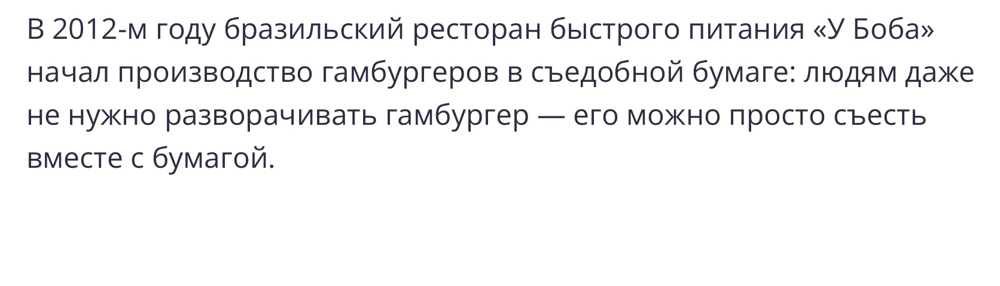 В 2012-м году бразильский ресторан быстрого питания «У Боба»
начал производство гамбургеров в съедобной бумаге: людям даже
не нужно разворачивать гамбургер — его можно просто съесть
вместе с бумагой.